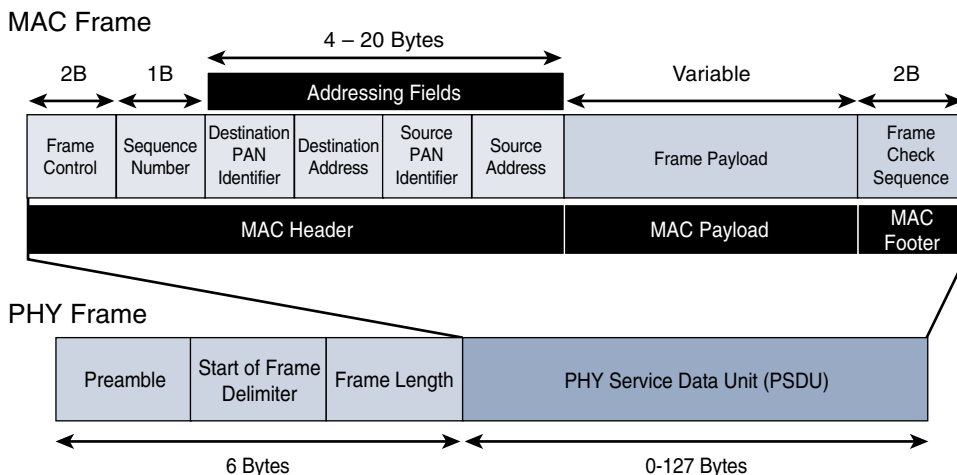 MAC Frame
4 – 20 Bytes
2B
1B
Addressing Fields
Variable
2B
Frame
Control
Sequence
Number
Destination
PAN
Identifier
Destination
Address
Source
PAN
Identifier
Source
Address
Frame Payload
Frame
Check
Sequence
MAC Header
MAC Payload
MAC
Footer
PHY Frame
Preamble
Start of Frame
Delimiter
Frame Length
PHY Service Data Unit (PSDU)
6 Bytes
0-127 Bytes